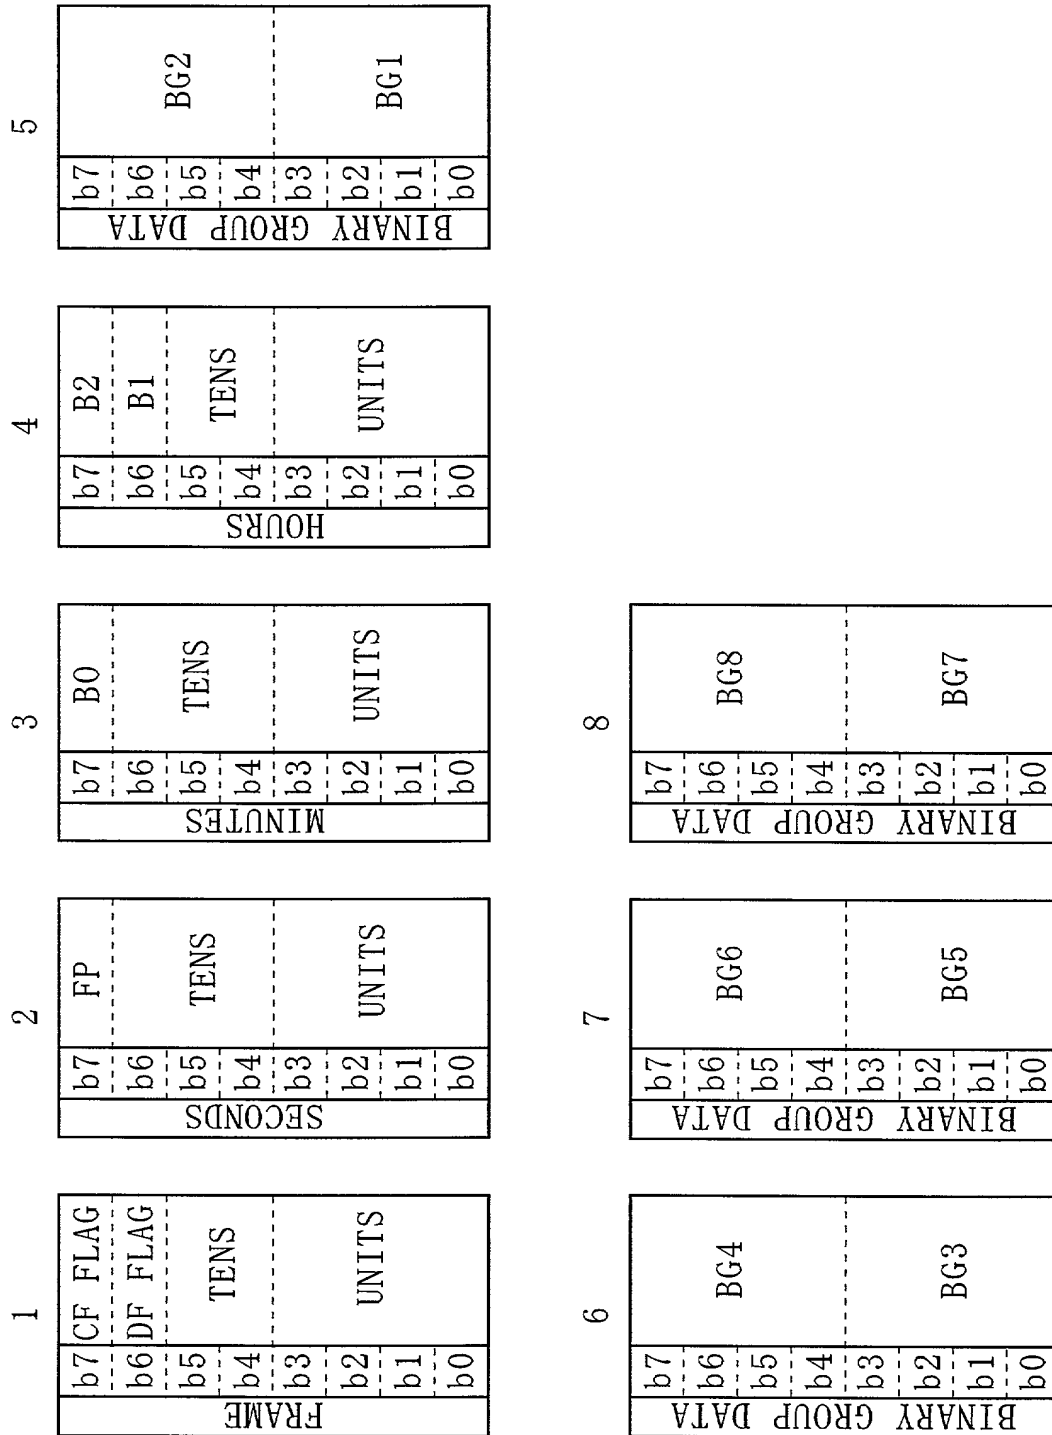 1
FRAME
b7 CF FLAG
b6 DF FLAG
b5
b4
TENS
b3
b2
b1
b0
UNITS
2
SECONDS
b7 FP
b6
b5
b4
TENS
b3
b2
b1
b0
UNITS
3
MINUTES
b7 B0
b6
b5
b4
TENS
b3
b2
b1
b0
UNITS
4
HOURS
b7 B2
b6 B1
b5
b4
TENS
b3
b2
b1
b0
UNITS
5
BINARY GROUP DATA
b7
b6
b5
b4
BG2
b3
b2
b1
b0
BG1
6
BINARY GROUP DATA
b7
b6
b5
b4
BG4
b3
b2
b1
b0
BG3
7
BINARY GROUP DATA
b7
b6
b5
b4
BG6
b3
b2
b1
b0
BG5
8
BINARY GROUP DATA
b7
b6
b5
b4
BG8
b3
b2
b1
b0
BG7